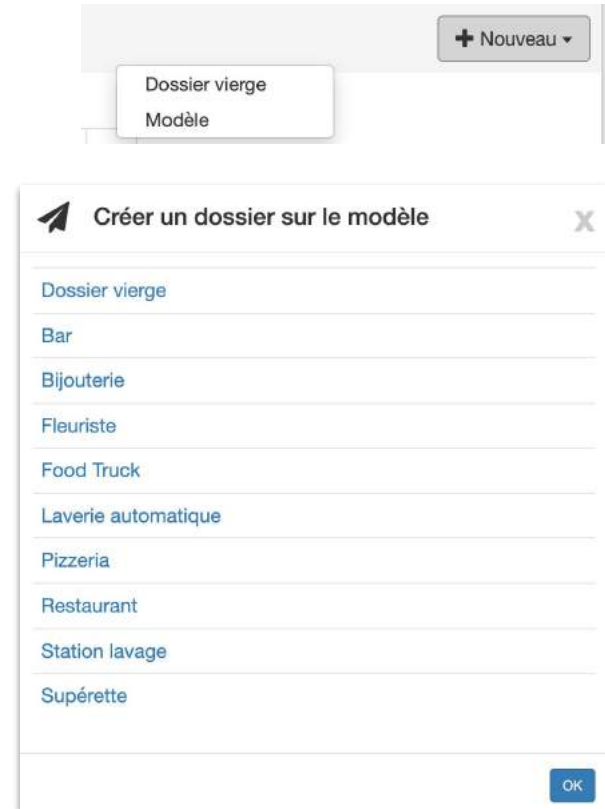 + Nouveau
Dossier vierge
Modèle
Créer un dossier sur le modèle
X
Dossier vierge
Bar
Bijouterie
Fleuriste
Food Truck
Laverie automatique
Pizzeria
Restaurant
Station lavage
Supérette
OK